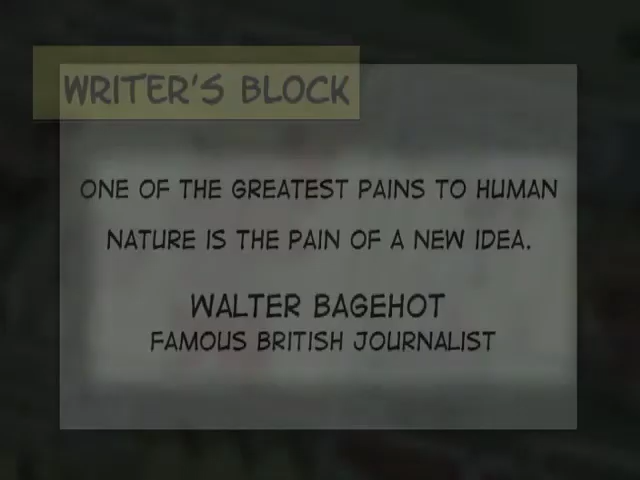 WRITER'S BLOCK
ONE OF THE GREATEST PAINS TO HUMAN
NATURE IS THE PAIN OF A NEW IDEA.
WALTER BAGEHOT
FAMOUS BRITISH JOURNALIST